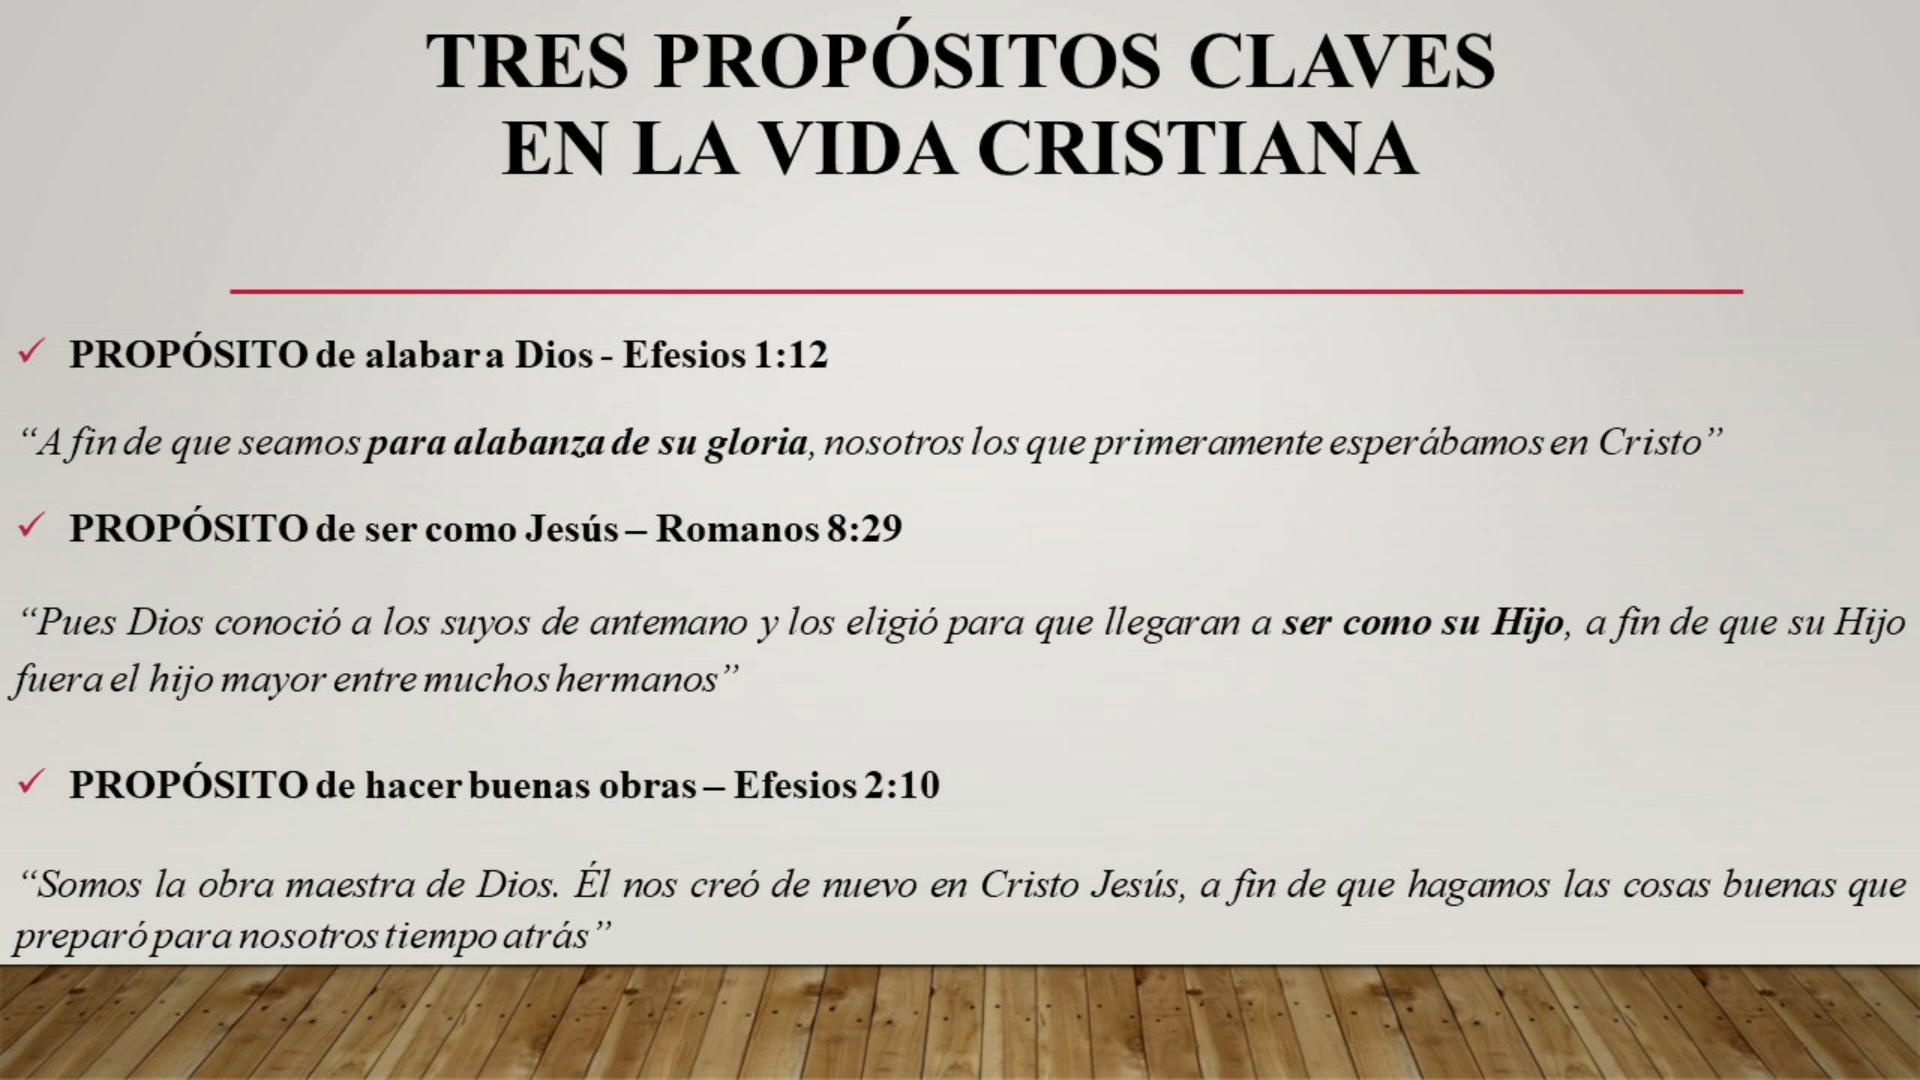 TRES PROPÓSITOS CLAVES
EN LA VIDA CRISTIANA
✓ PROPÓSITO de alabar a Dios - Efesios 1:12
“A fin de que seamos para alabanza de su gloria, nosotros los que primeramente esperábamos en Cristo”
✓ PROPÓSITO de ser como Jesús – Romanos 8:29
“Pues Dios conoció a los suyos de antemano y los eligió para que llegaran a ser como su Hijo, a fin de que su Hijo
fuera el hijo mayor entre muchos hermanos”
✓ PROPÓSITO de hacer buenas obras – Efesios 2:10
“Somos la obra maestra de Dios. Él nos creó de nuevo en Cristo Jesús, a fin de que hagamos las cosas buenas que
preparó para nosotros tiempo atrás”